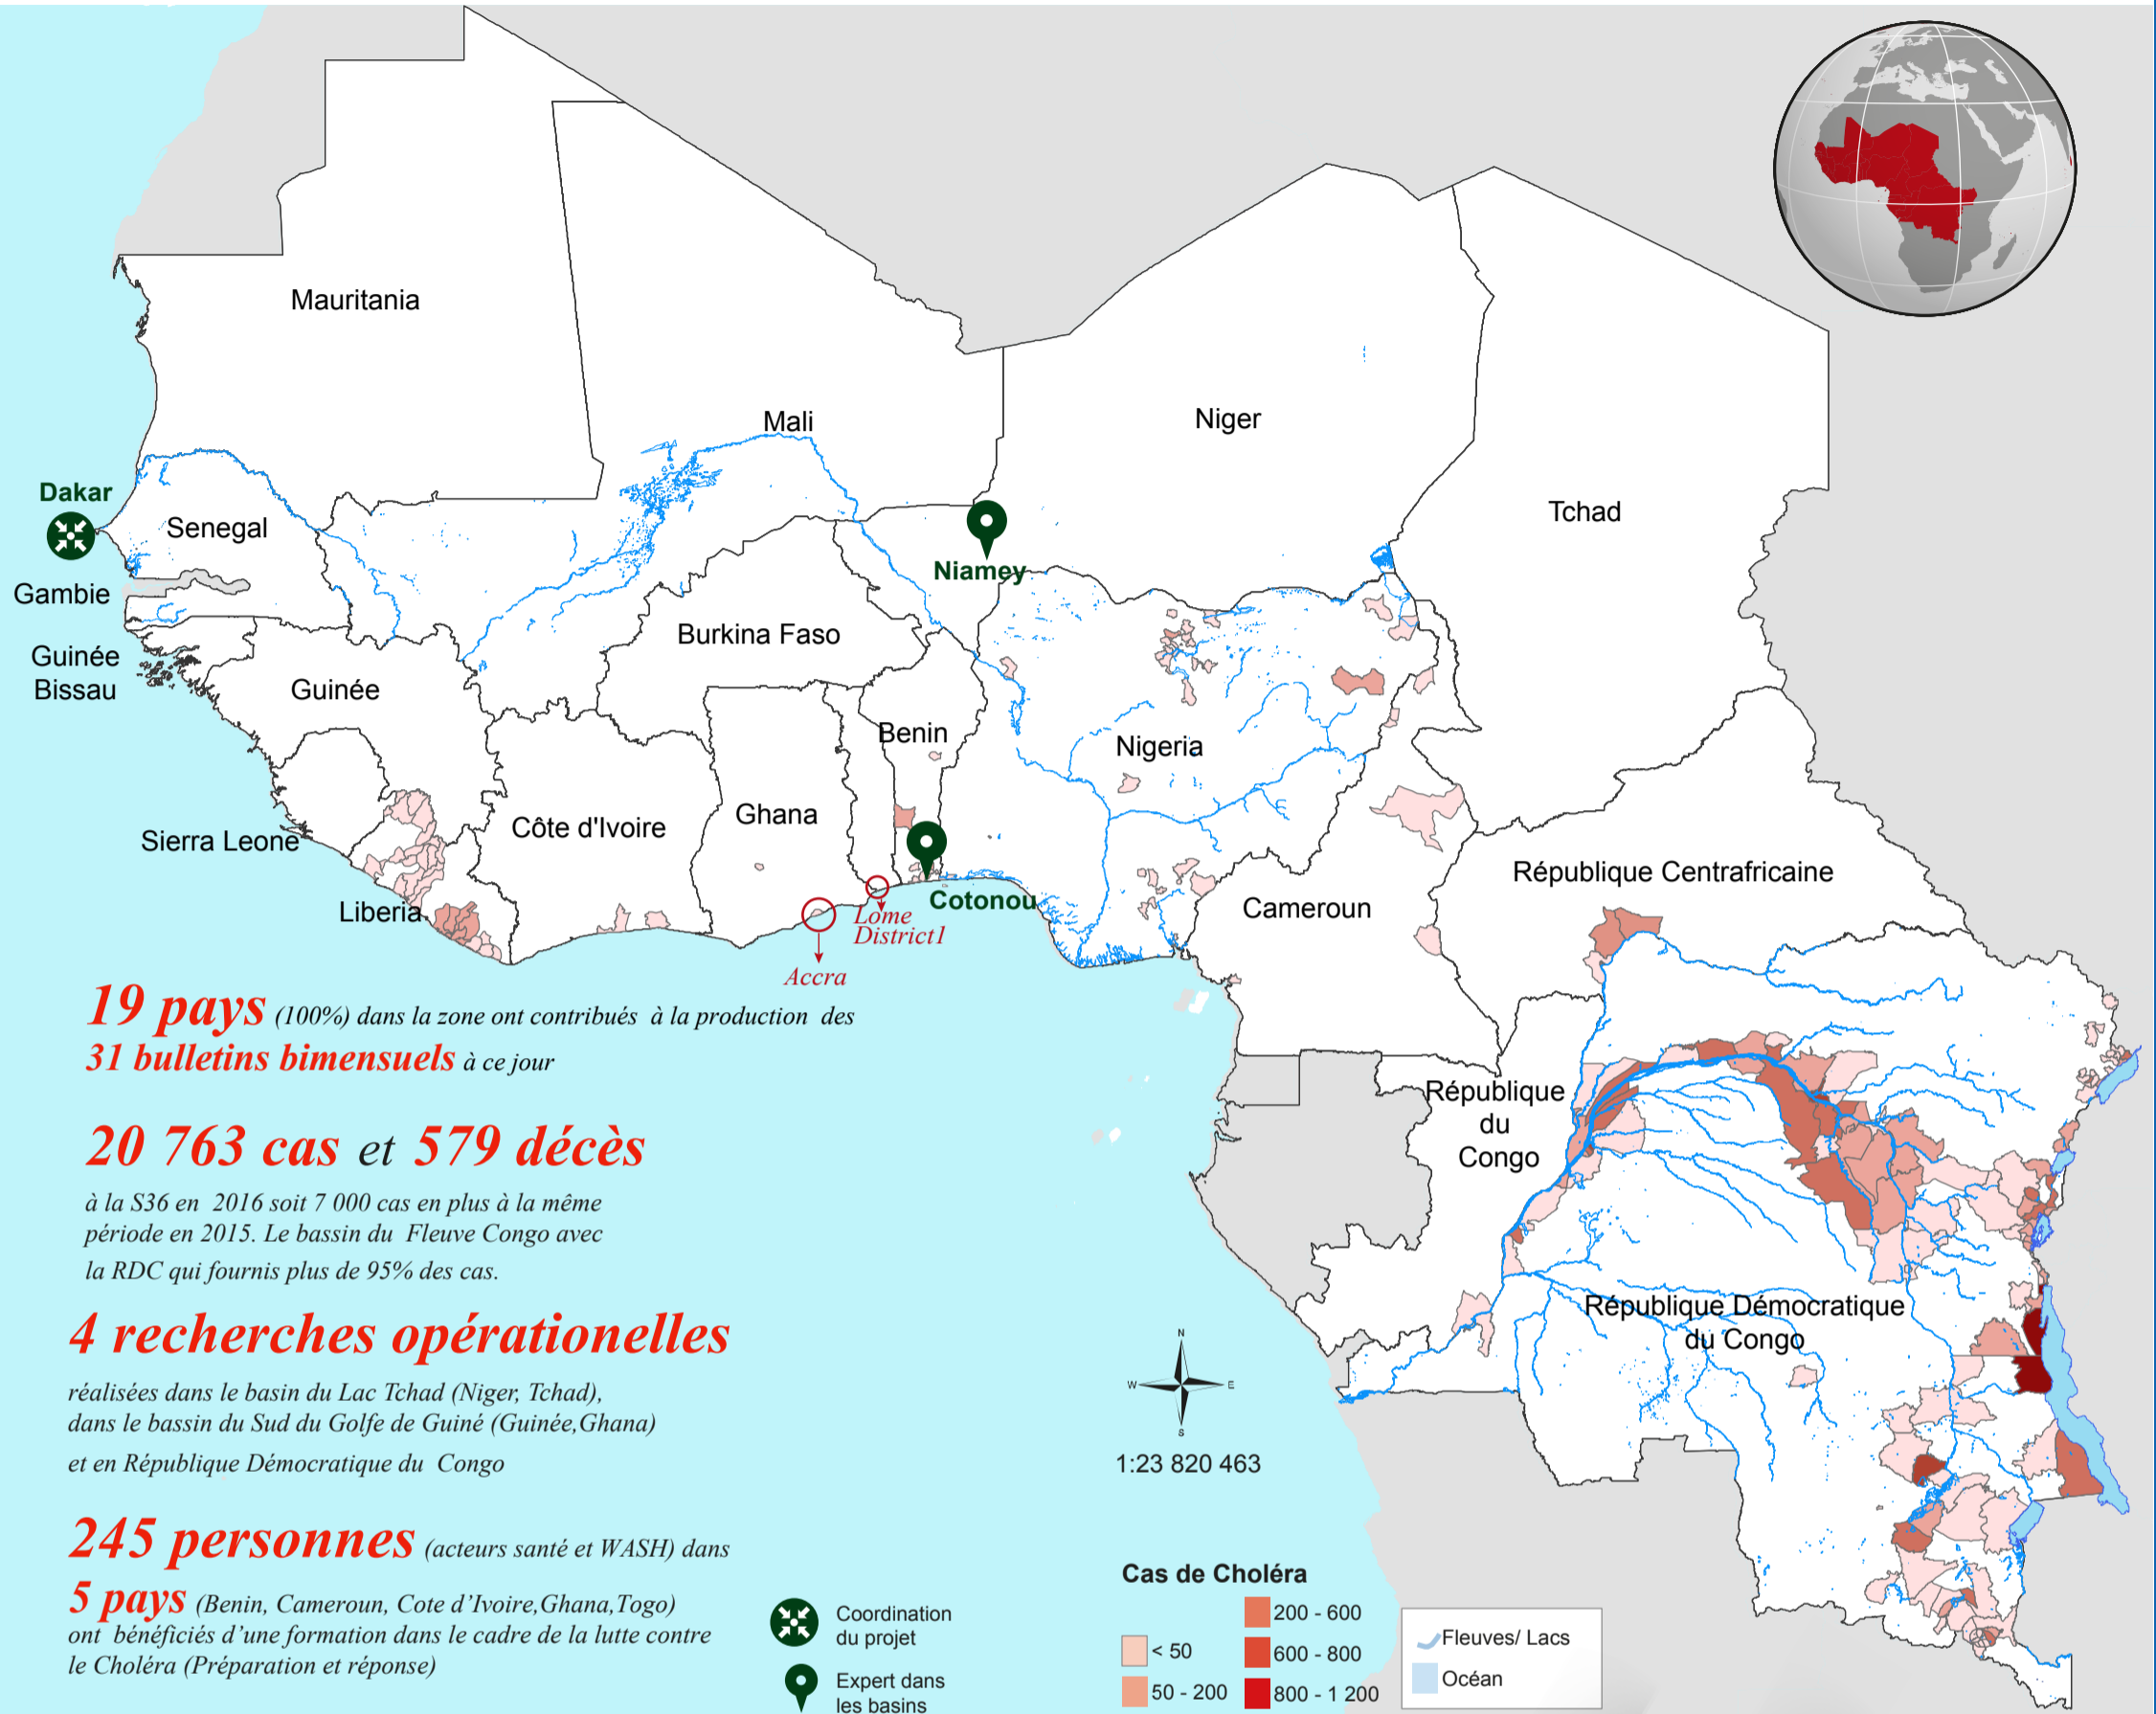 Mauritania
Mali
Niger
Tchad
Dakar
Senegal
Gambie
Guinée
Bissau
Guinée
Niamey
Burkina Faso
Benin
Nigeria
Sierra Leone
Côte d'Ivoire
Ghana
Liberia
Cotonou
Lome
District1
Accra
Cameroun
République Centrafricaine
République
du
Congo
République Démocratique
du Congo
19 pays (100%) dans la zone ont contribués à la production des
31 bulletins bimensuels à ce jour
20 763 cas et 579 décès
à la S36 en 2016 soit 7 000 cas en plus à la même
période en 2015. Le bassin du Fleuve Congo avec
la RDC qui fournis plus de 95% des cas.
4 recherches opérationelles
réalisées dans le basin du Lac Tchad (Niger, Tchad),
dans le bassin du Sud du Golfe de Guiné (Guinée,Ghana)
et en République Démocratique du Congo
245 personnes (acteurs santé et WASH) dans
5 pays (Benin, Cameroun, Cote d'Ivoire,Ghana,Togo)
ont bénéficiés d'une formation dans le cadre de la lutte contre
le Choléra (Préparation et réponse)
Coordination
du projet
Expert dans
les basins
N
W E
S
1:23 820 463
Cas de Choléra
< 50
50 - 200
200 - 600
600 - 800
800 - 1 200
Fleuves/ Lacs
Océan